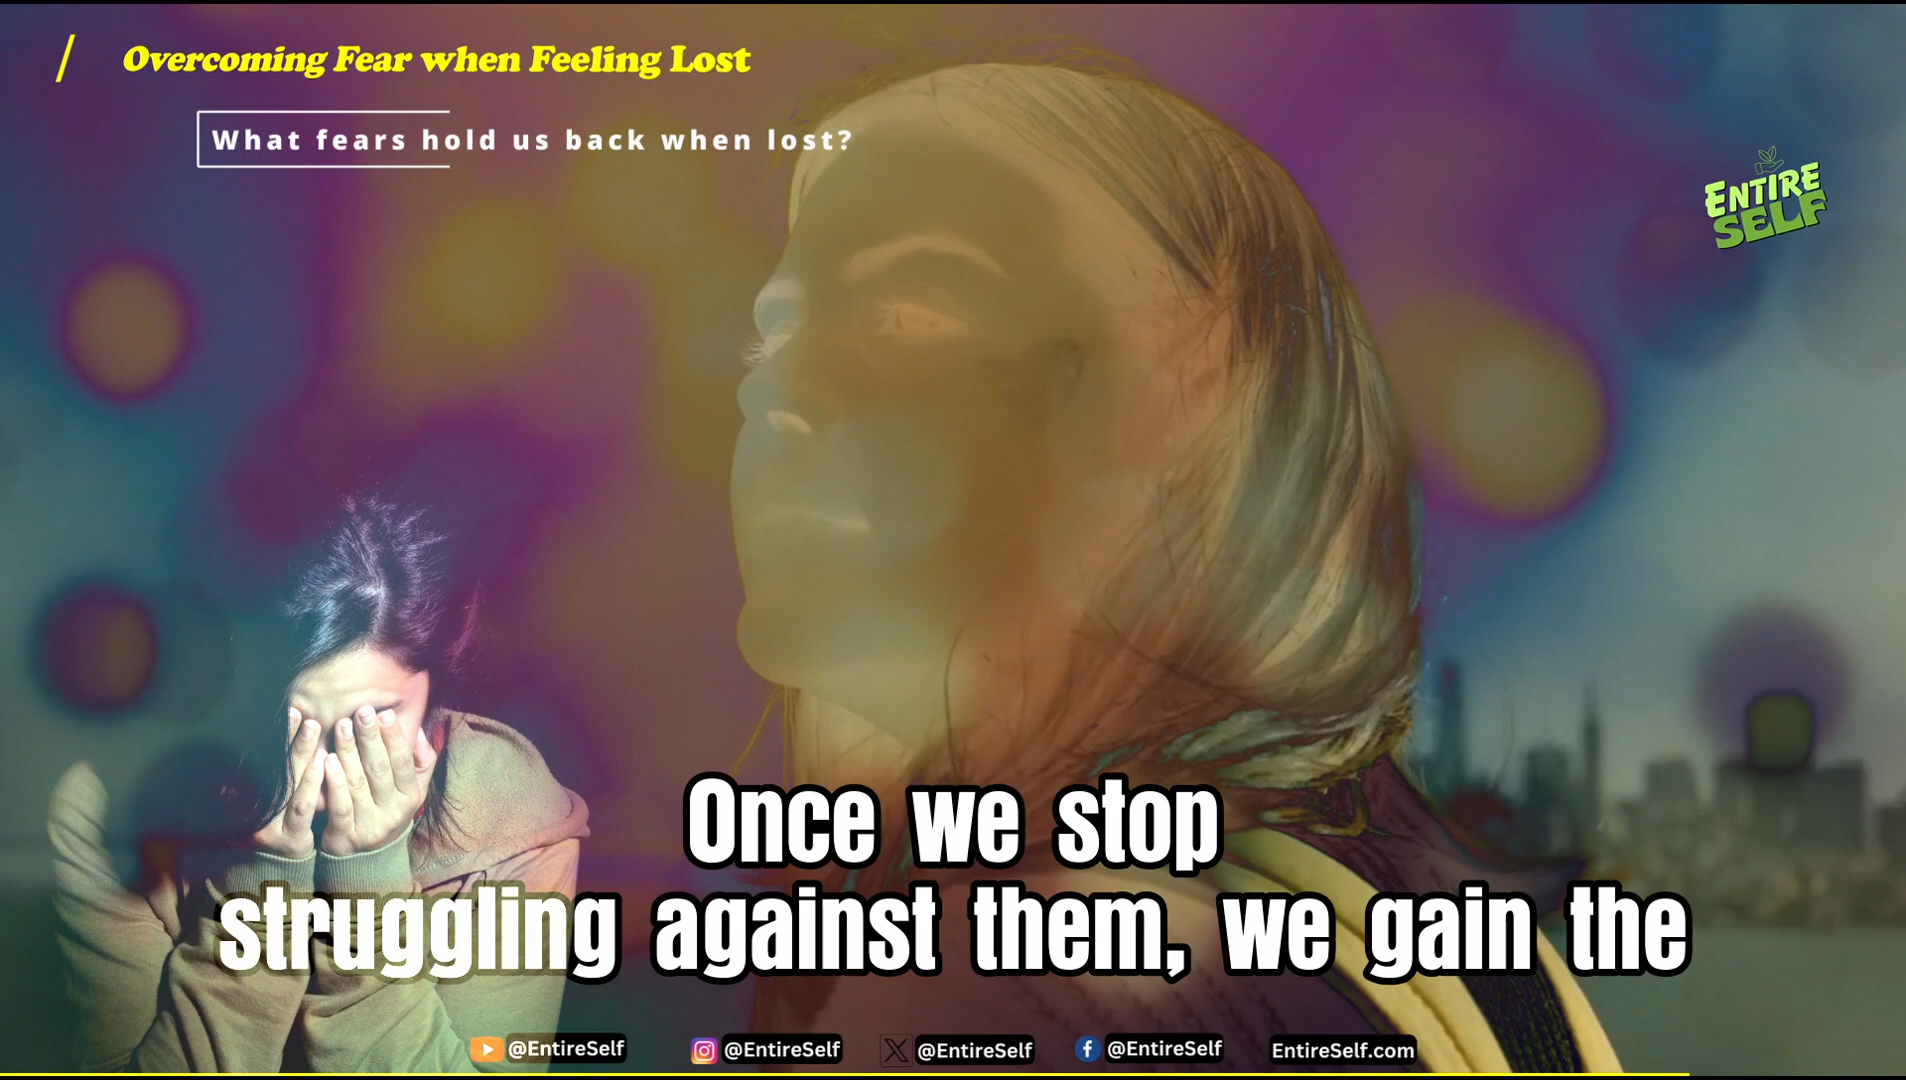 Overcoming Fear when Feeling Lost
What fears hold us back when lost?
ENTIRE
SELF
Once we stop
struggling against them, we gain the
@EntireSelf @EntireSelf @EntireSelf @EntireSelf EntireSelf.com